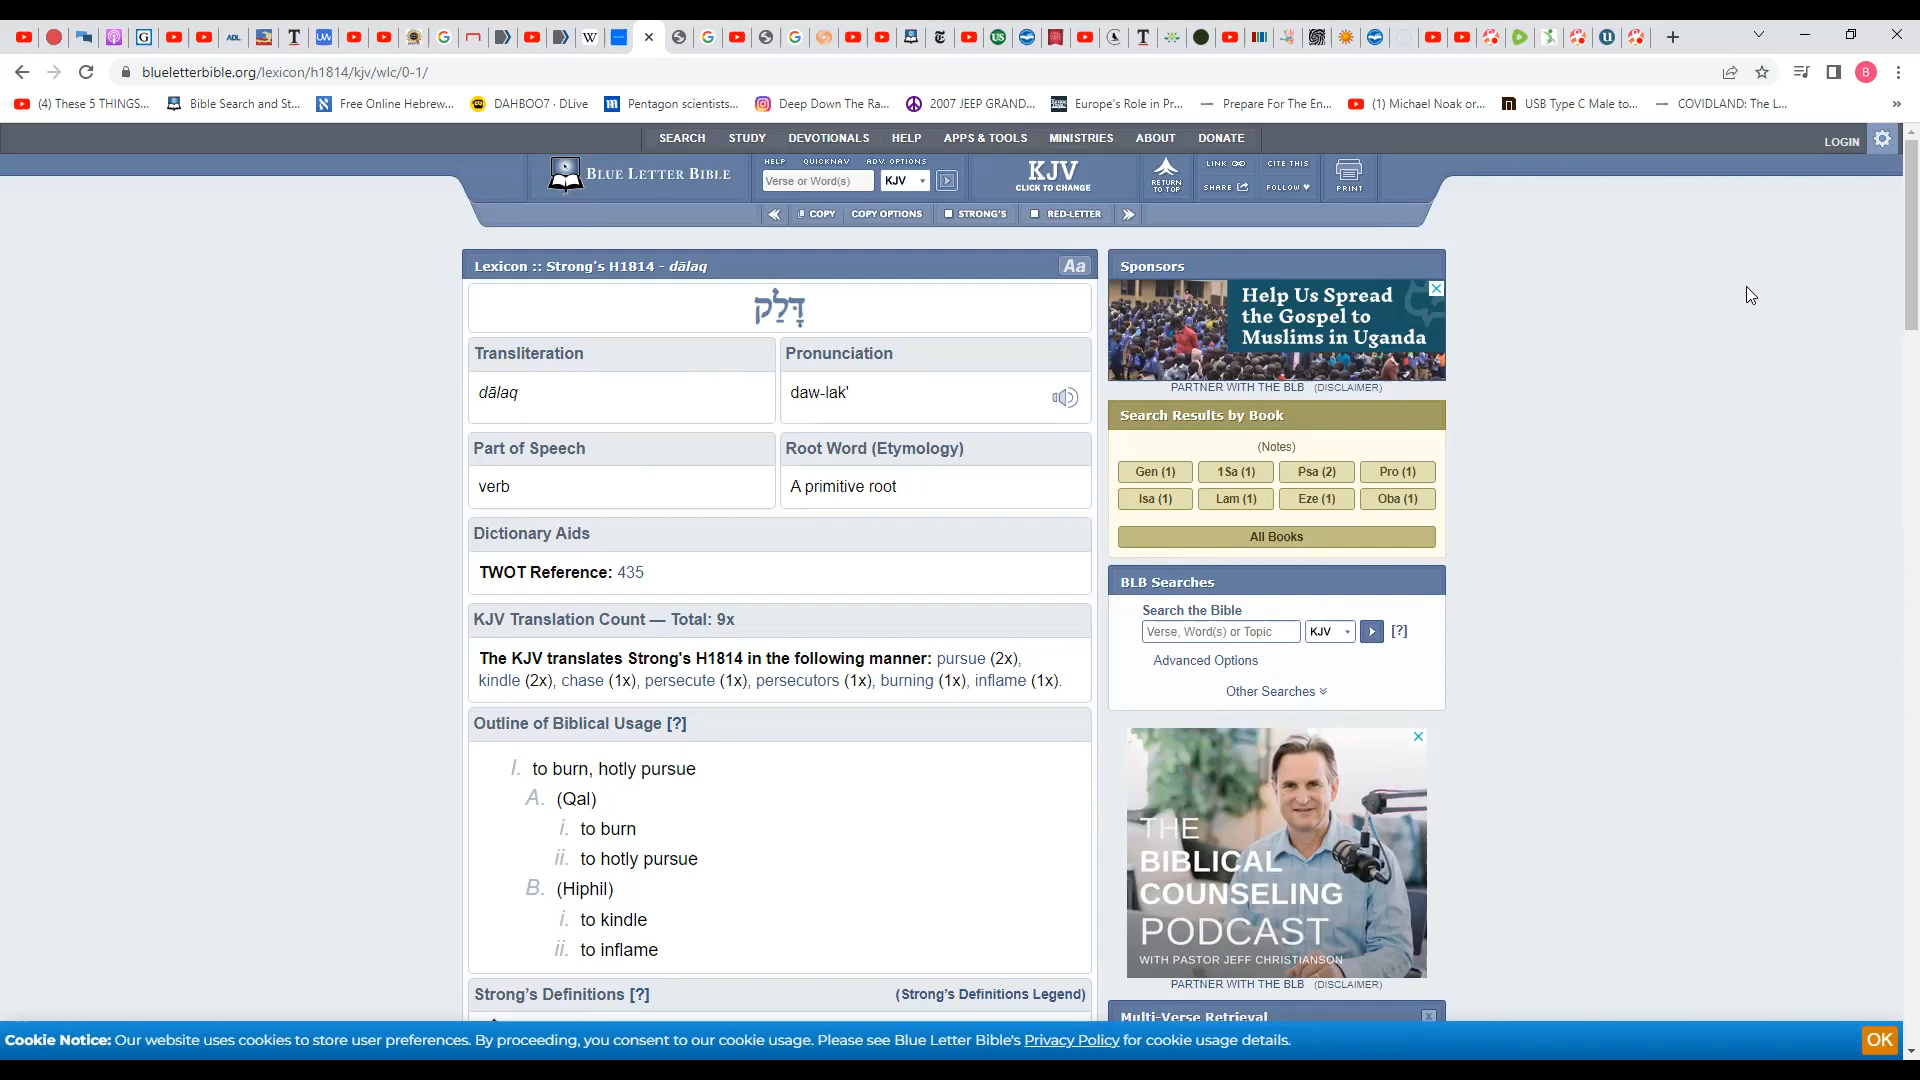 blueletterbible.org/lexicon/h1814/kjv/wlc/0-1/
B
(4) These 5 THINGS...
Bible Search and St...
Free Online Hebrew...
DAHBOO7 · DLive
Pentagon scientists...
Deep Down The Ra...
2007 JEEP GRAND...
Europe's Role in Pr...
Prepare For The En...
(1) Michael Noak or...
USB Type C Male to...
COVIDLAND: The L...
SEARCH STUDY DEVOTIONALS HELP APPS & TOOLS MINISTRIES ABOUT DONATE
LOGIN
BLUE LETTER BIBLE
HELP QUICKNAV ADV. OPTIONS
Verse or Word(s) KJV
KJV
CLICK TO CHANGE
RETURN
TO TOP
LINK CITE THIS
SHARE FOLLOW
PRINT
COPY COPY OPTIONS STRONG'S RED-LETTER
Lexicon :: Strong's H1814 - dālaq Aa
דָּלַק
Transliteration
dālaq
Pronunciation
daw-lak'
Part of Speech
verb
Root Word (Etymology)
A primitive root
Dictionary Aids
TWOT Reference: 435
KJV Translation Count — Total: 9x
The KJV translates Strong's H1814 in the following manner: pursue (2x),
kindle (2x), chase (1x), persecute (1x), persecutors (1x), burning (1x), inflame (1x).
Outline of Biblical Usage [?]
I. to burn, hotly pursue
A. (Qal)
i. to burn
ii. to hotly pursue
B. (Hiphil)
i. to kindle
ii. to inflame
Strong's Definitions [?] (Strong's Definitions Legend)
Sponsors
Help Us Spread
the Gospel to
Muslims in Uganda
PARTNER WITH THE BLB (DISCLAIMER)
Search Results by Book
(Notes)
Gen (1) 1Sa (1) Psa (2) Pro (1)
Isa (1) Lam (1) Eze (1) Oba (1)
All Books
BLB Searches
Search the Bible
Verse, Word(s) or Topic KJV [?]
Advanced Options
Other Searches
THE
BIBLICAL
COUNSELING
PODCAST
WITH PASTOR JEFF CHRISTIANSON
PARTNER WITH THE BLB (DISCLAIMER)
Multi-Verse Retrieval x
Cookie Notice: Our website uses cookies to store user preferences. By proceeding, you consent to our cookie usage. Please see Blue Letter Bible's Privacy Policy for cookie usage details.
OK